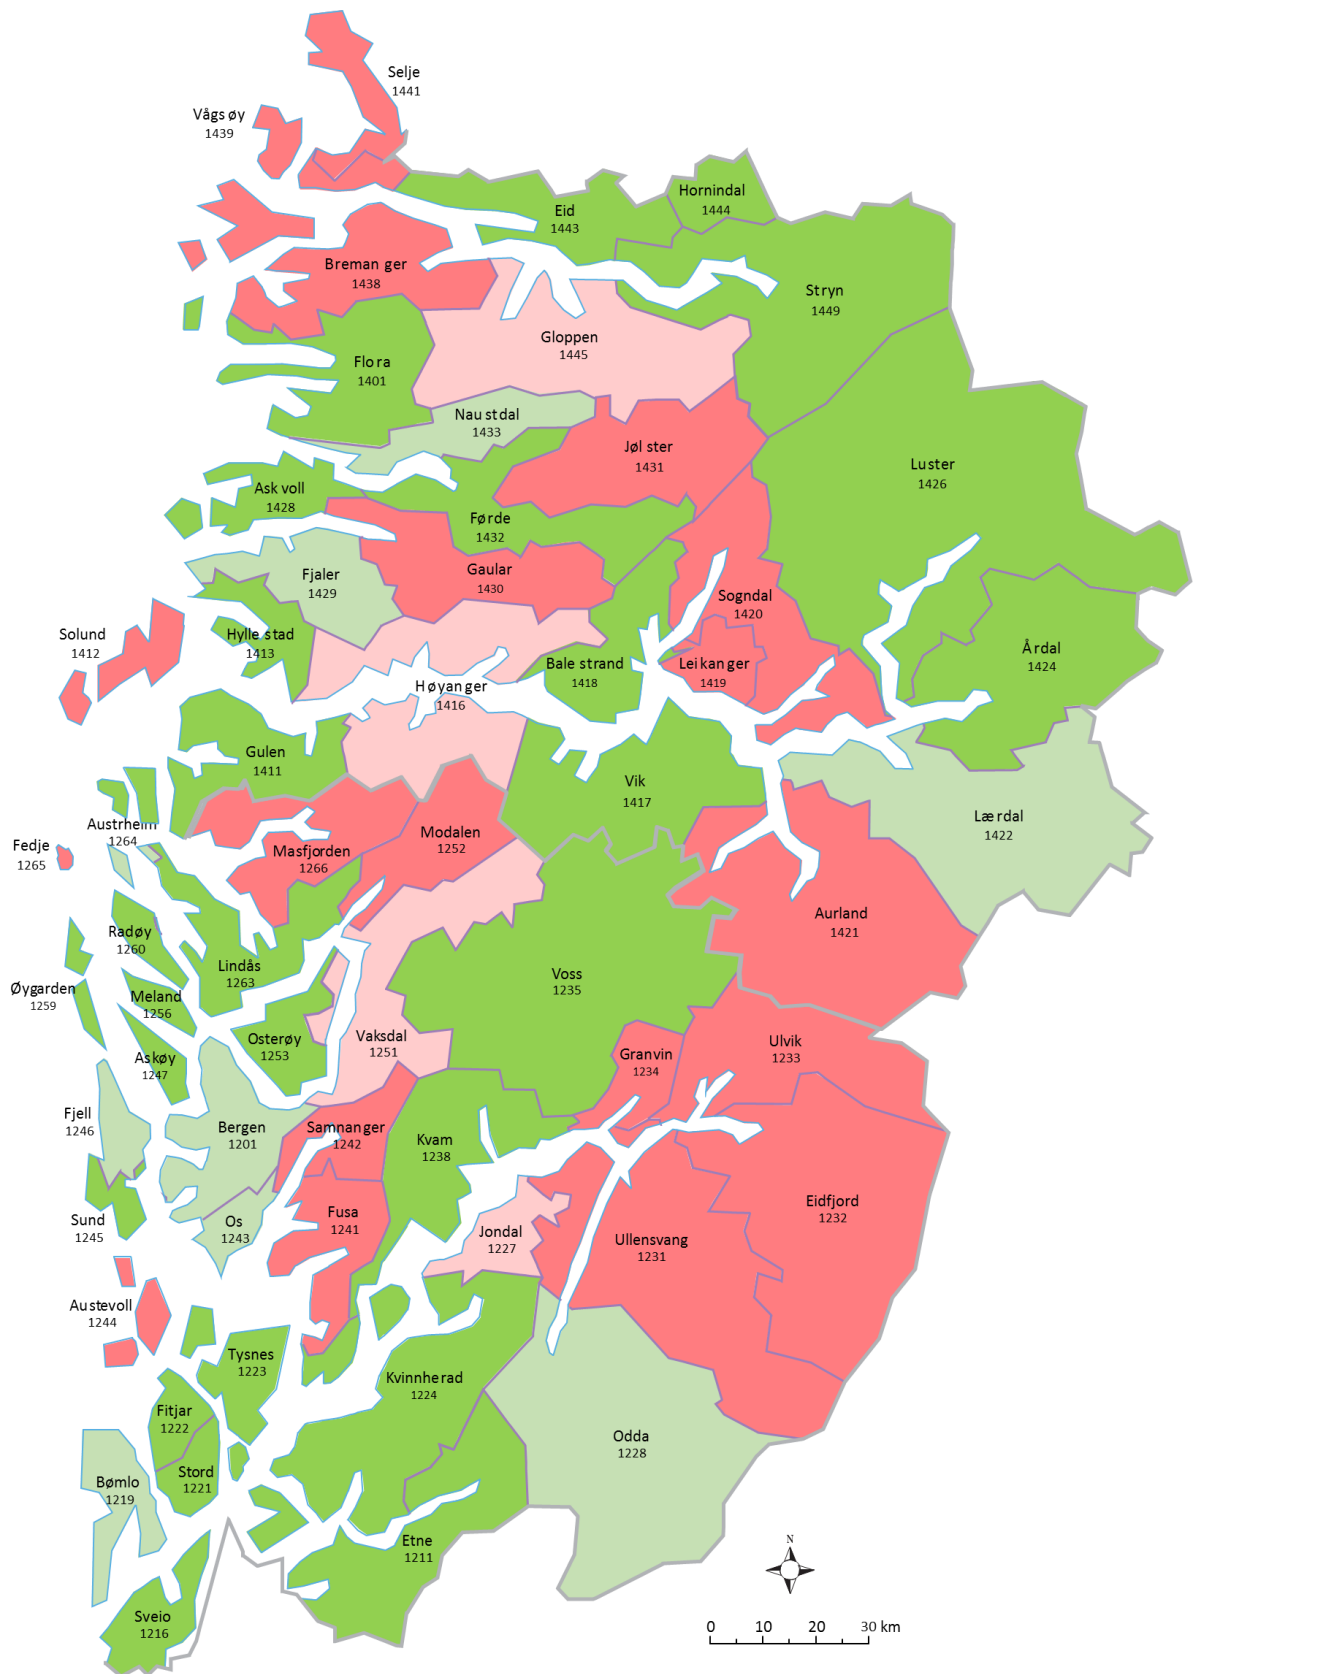 Selje
1441
Vågsøy
1439
Hornindal
1444
Eid
1443
Bremanger
1438
Stryn
1449
Gloppen
1445
Flora
1401
Naustdal
1433
Jølster
1431
Luster
1426
Askvoll
1428
Førde
1432
Gaular
1430
Fjaler
1429
Sogndal
1420
Solund
1412
Hyllestad
1413
Årdal
1424
Balestrand
1418
Leikanger
1419
Høyanger
1416
Gulen
1411
Vik
1417
Lærdal
1422
Austrheim
1264
Modalen
1252
Fedje
1265
Masfjorden
1266
Aurland
1421
Radøy
1260
Lindås
1263
Voss
1235
Øygarden
1259
Meland
1256
Osterøy
1253
Vaksdal
1251
Ulvik
1233
Granvin
1234
Askøy
1247
Fjell
1246
Bergen
1201
Samnanger
1242
Kvam
1238
Eidfjord
1232
Sund
1245
Os
1243
Fusa
1241
Jondal
1227
Ullensvang
1231
Austevoll
1244
Tysnes
1223
Kvinnherad
1224
Fitjar
1222
Odda
1228
Stord
1221
Bømlo
1219
Etne
1211
N
Sveio
1216
0 10 20 30 km